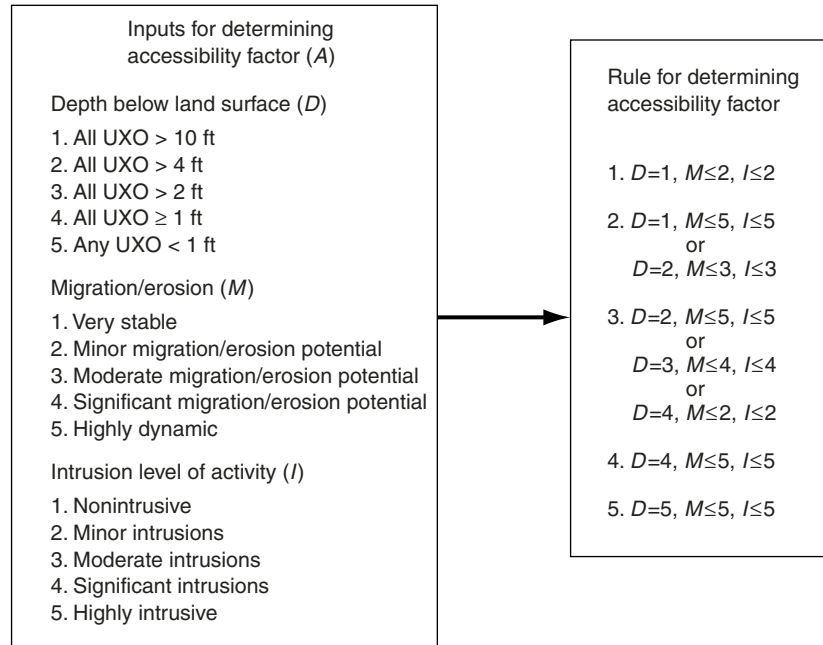 Inputs for determining
accessibility factor (A)
Depth below land surface (D)
1. All UXO > 10 ft
2. All UXO > 4 ft
3. All UXO > 2 ft
4. All UXO ≥ 1 ft
5. Any UXO < 1 ft
Migration/erosion (M)
1. Very stable
2. Minor migration/erosion potential
3. Moderate migration/erosion potential
4. Significant migration/erosion potential
5. Highly dynamic
Intrusion level of activity (I)
1. Nonintrusive
2. Minor intrusions
3. Moderate intrusions
4. Significant intrusions
5. Highly intrusive
Rule for determining
accessibility factor
1. D=1, M≤2, I≤2
2. D=1, M≤5, I≤5
or
D=2, M≤3, I≤3
3. D=2, M≤5, I≤5
or
D=3, M≤4, I≤4
or
D=4, M≤2, I≤2
4. D=4, M≤5, I≤5
5. D=5, M≤5, I≤5